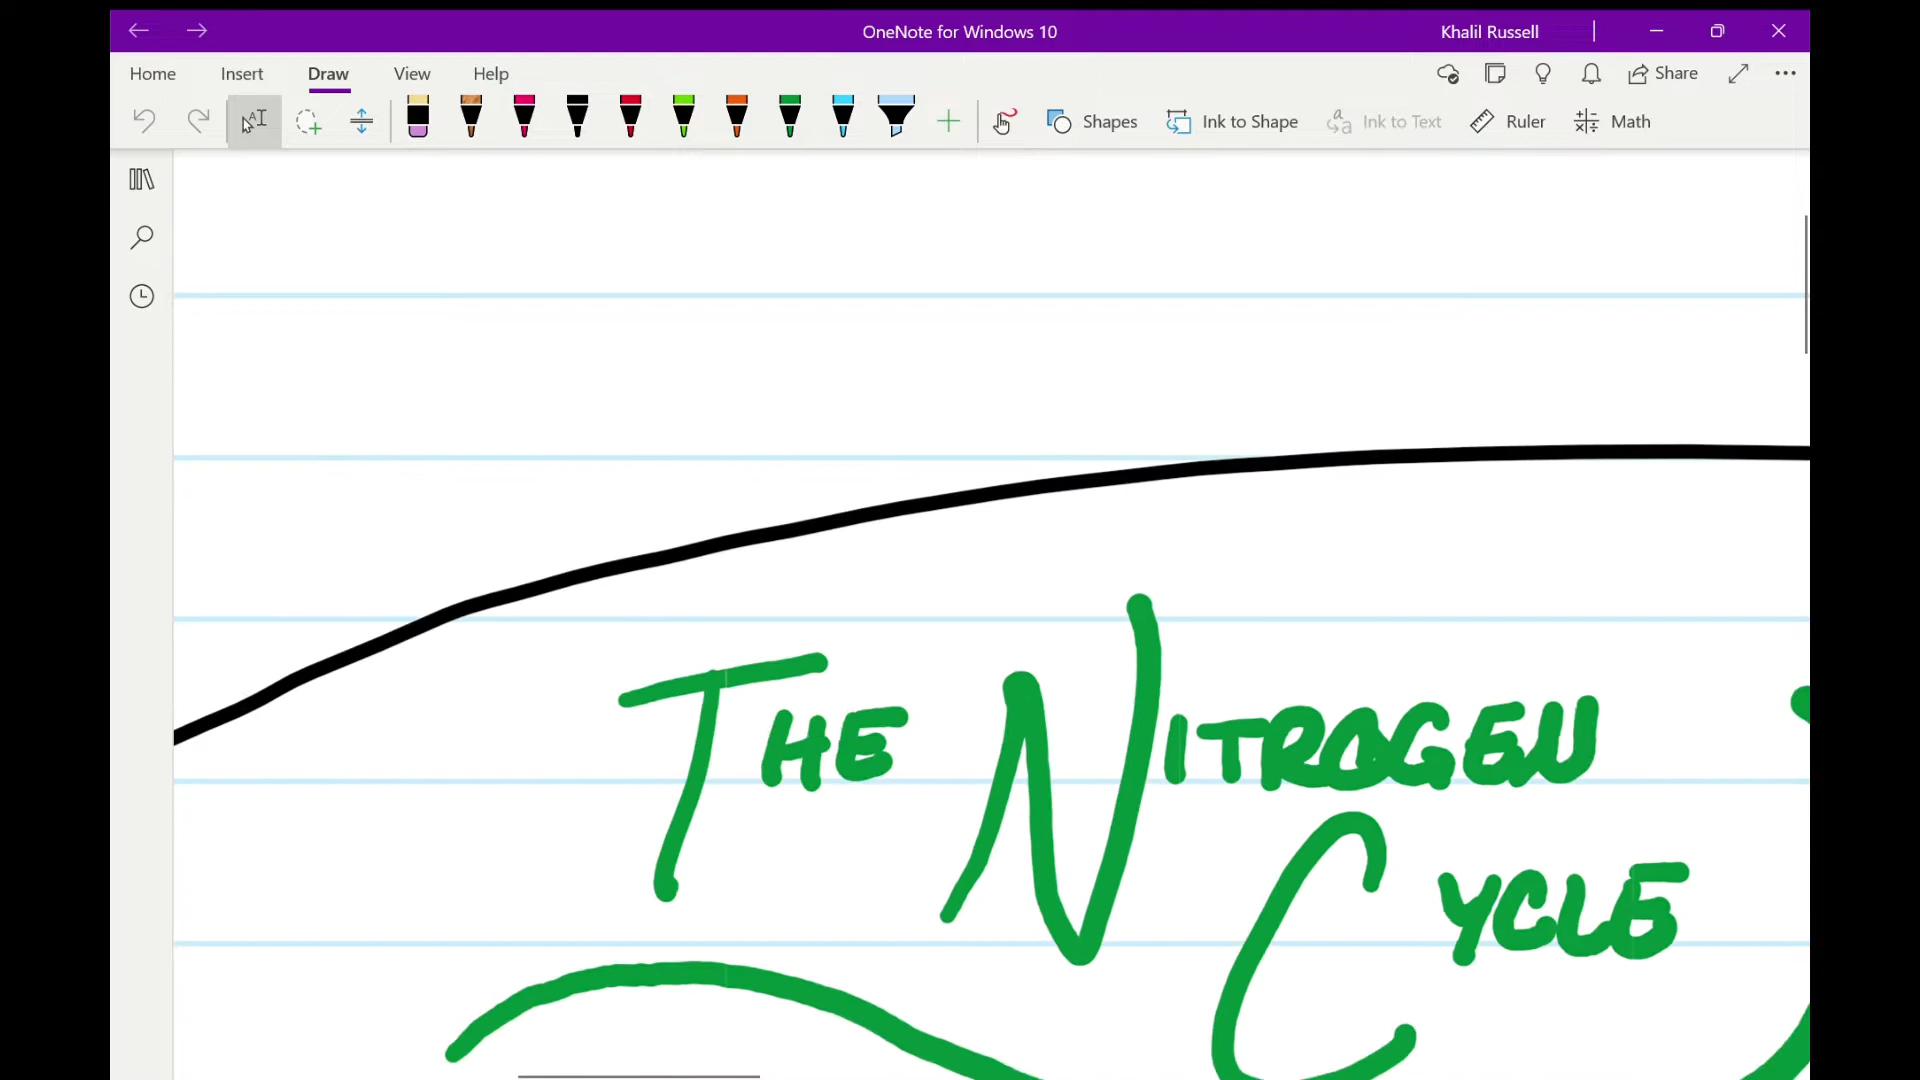 OneNote for Windows 10
Khalil Russell
Home Insert Draw View Help
Share
Shapes Ink to Shape Ink to Text Ruler Math
THE NITROGEN
CYCLE